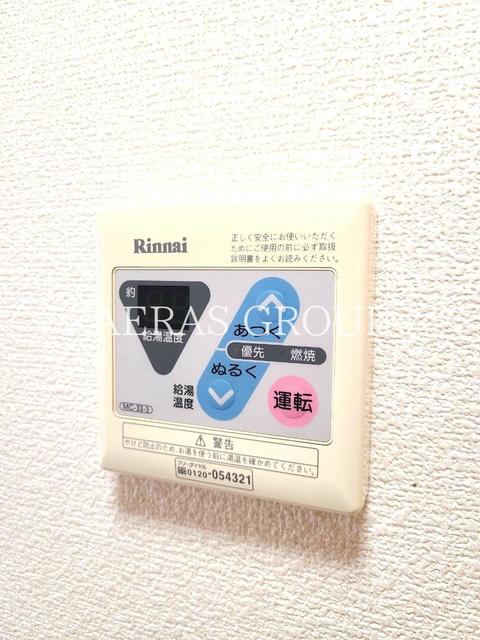 Rinnai
正しく安全にお使いいただく
ためにご使用の前に必ず取扱
説明書をよくお読みください。
約
給湯温度
AERAS GROUP
あつく
優先 燃焼
ぬるく
給湯
温度
運転
MC-33-3
警告
やけど防止のため、お湯を使う前に湯温を確かめてください。
フリーダイヤル
0120-054321